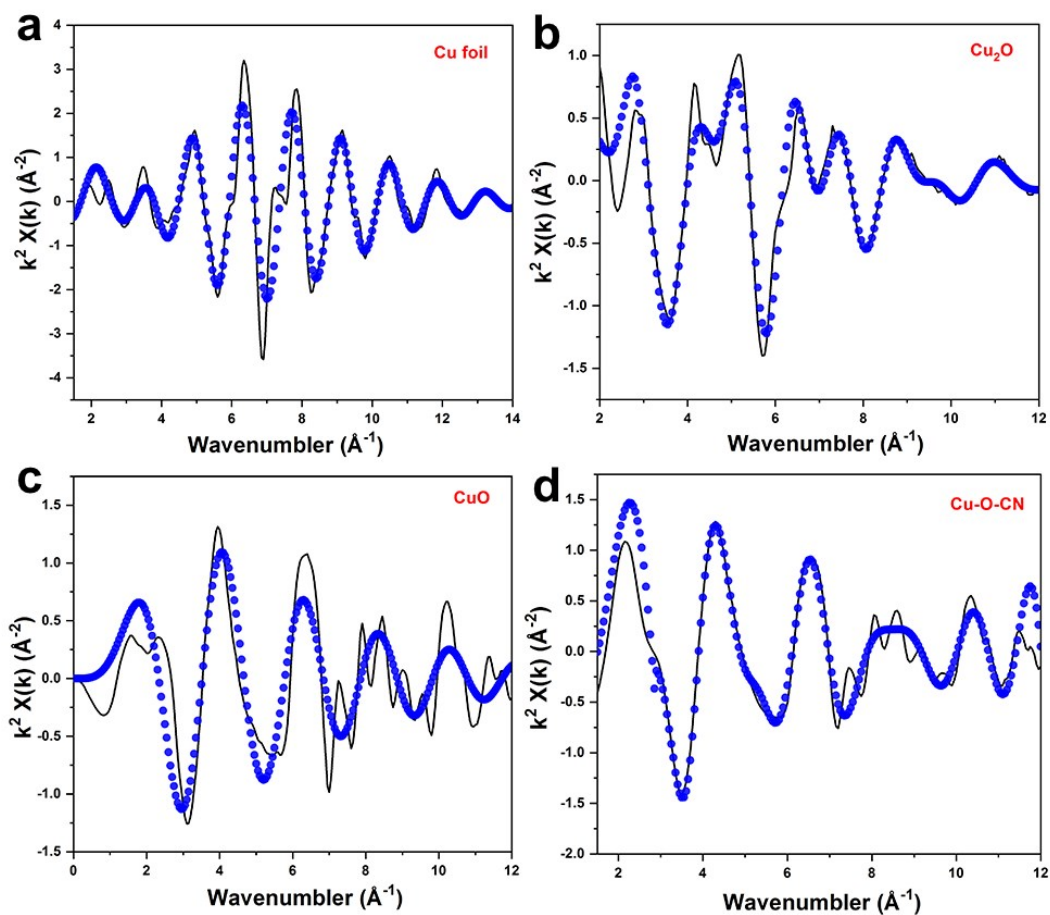 a
Cu foil
k² X(k) (Å⁻²)
4
3
2
1
0
-1
-2
-3
-4
2 4 6 8 10 12 14
Wavenumbler (Å⁻¹)
b
Cu₂O
k² X(k) (Å⁻²)
1.0
0.5
0.0
-0.5
-1.0
-1.5
2 4 6 8 10 12
Wavenumbler (Å⁻¹)
c
CuO
k² X(k) (Å⁻²)
1.5
1.0
0.5
0.0
-0.5
-1.0
-1.5
0 2 4 6 8 10 12
Wavenumbler (Å⁻¹)
d
Cu-O-CN
k² X(k) (Å⁻²)
1.5
1.0
0.5
0.0
-0.5
-1.0
-1.5
-2.0
2 4 6 8 10 12
Wavenumbler (Å⁻¹)